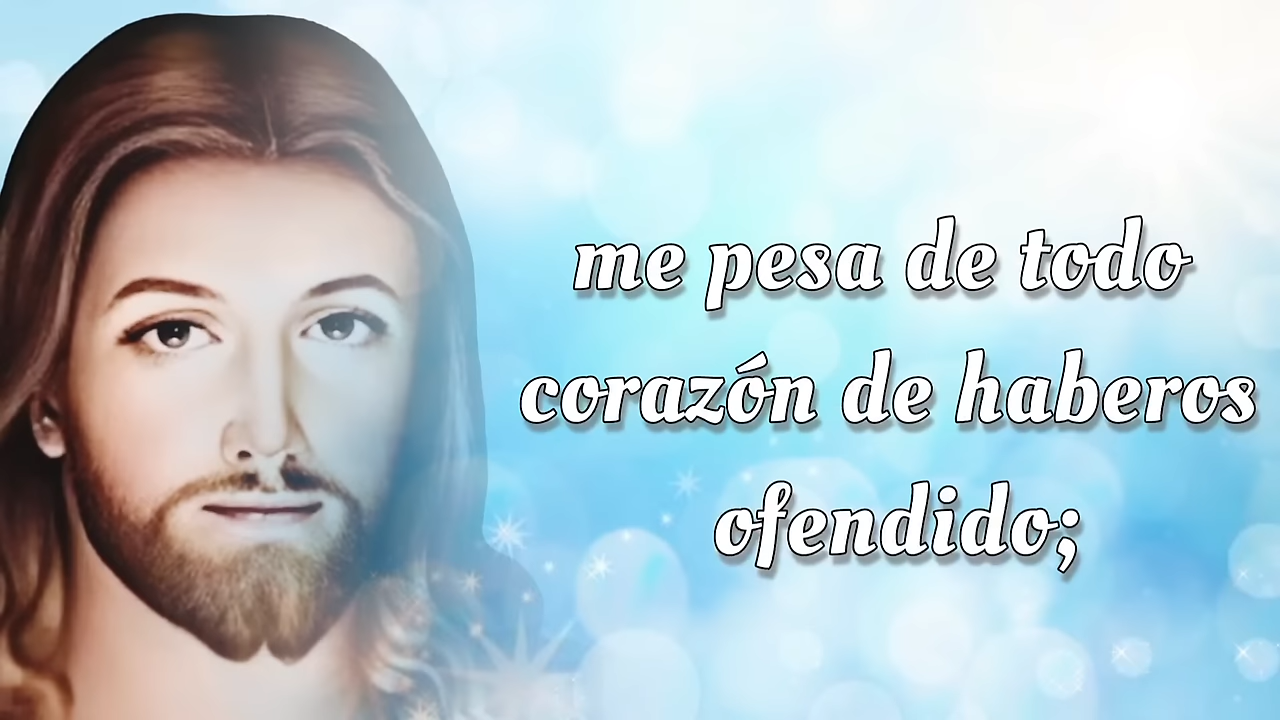 me pesa de todo
corazón de haberos
ofendido;